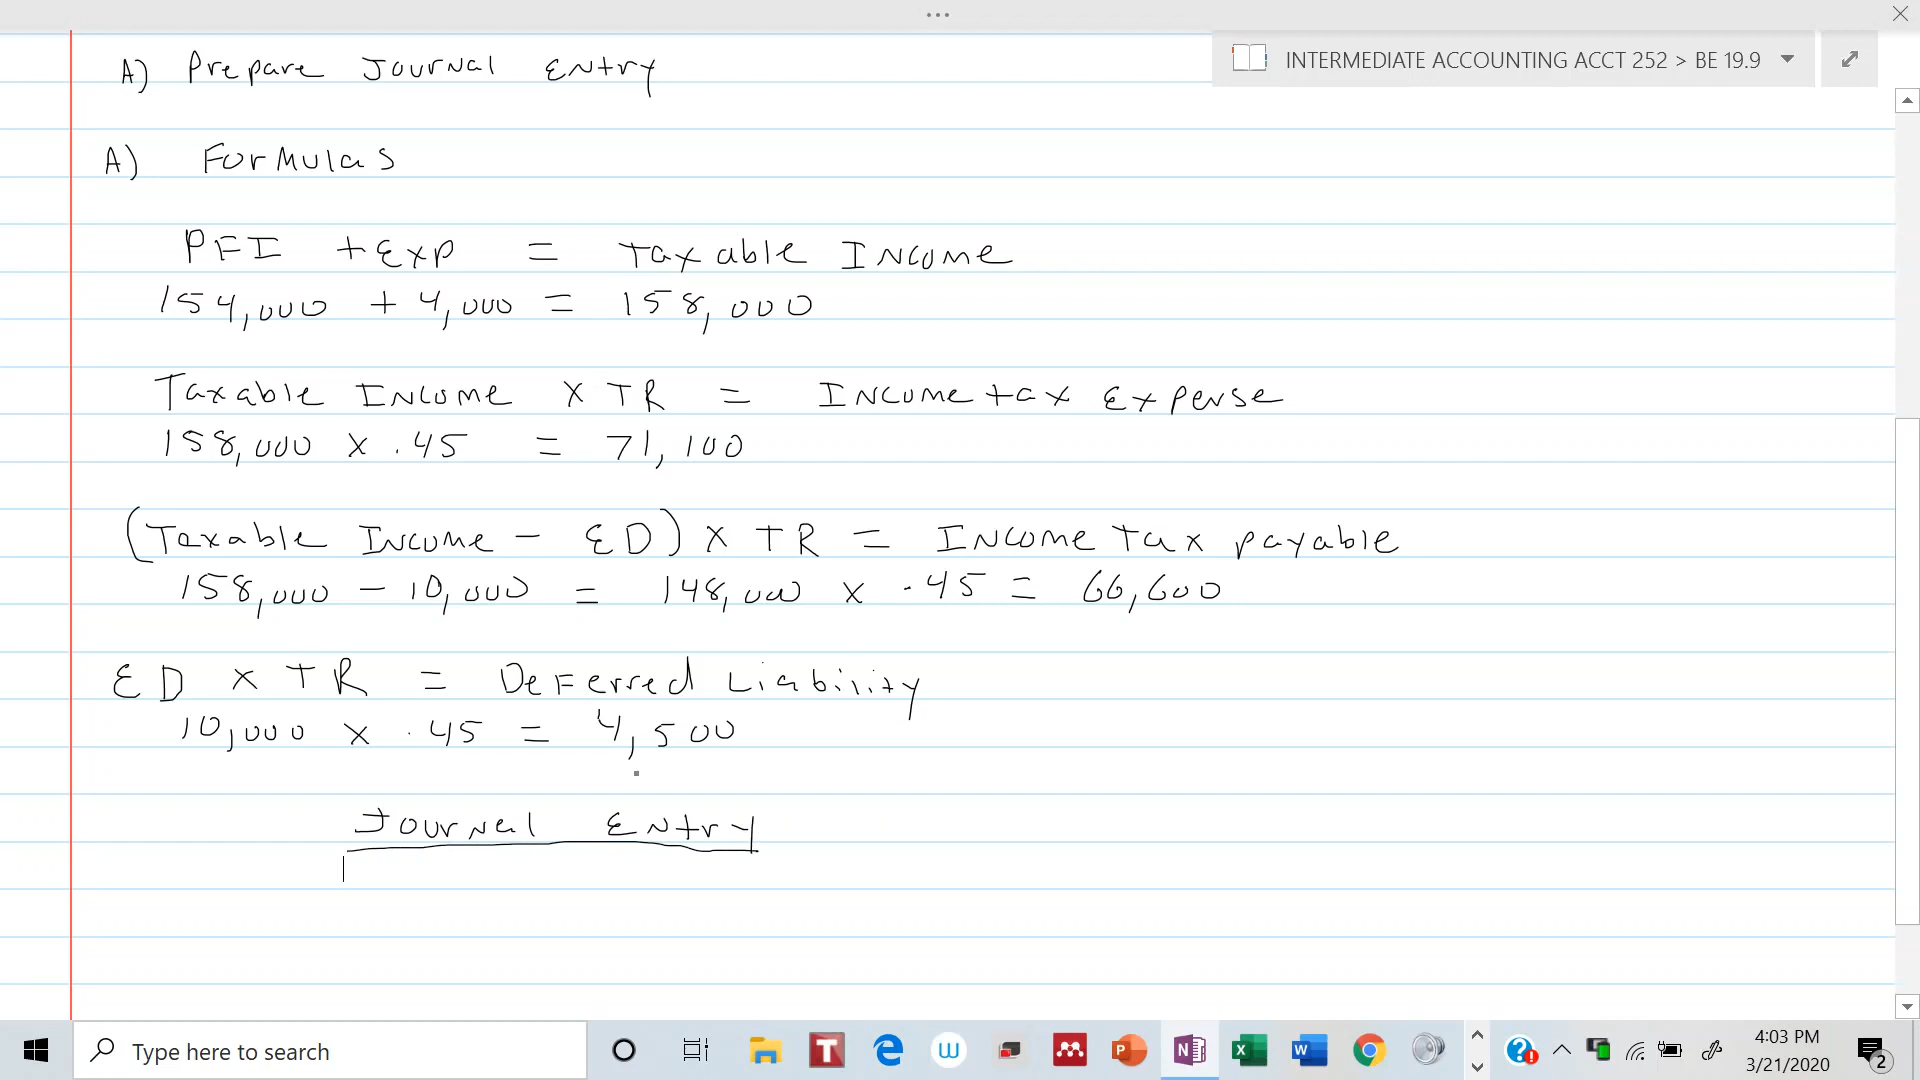 INTERMEDIATE ACCOUNTING ACCT 252 > BE 19.9
A) Prepare Journal Entry
A) Formulas
PFI + Exp = Taxable Income
154,000 + 4,000 = 158,000
Taxable Income x TR = Income tax Expense
158,000 x .45 = 71,100
(Taxable Income - ED) x TR = Income Tax payable
158,000 - 10,000 = 148,000 x .45 = 66,600
ED x TR = Deferred Liability
10,000 x .45 = 4,500
Journal Entry
Type here to search
4:03 PM
3/21/2020
2